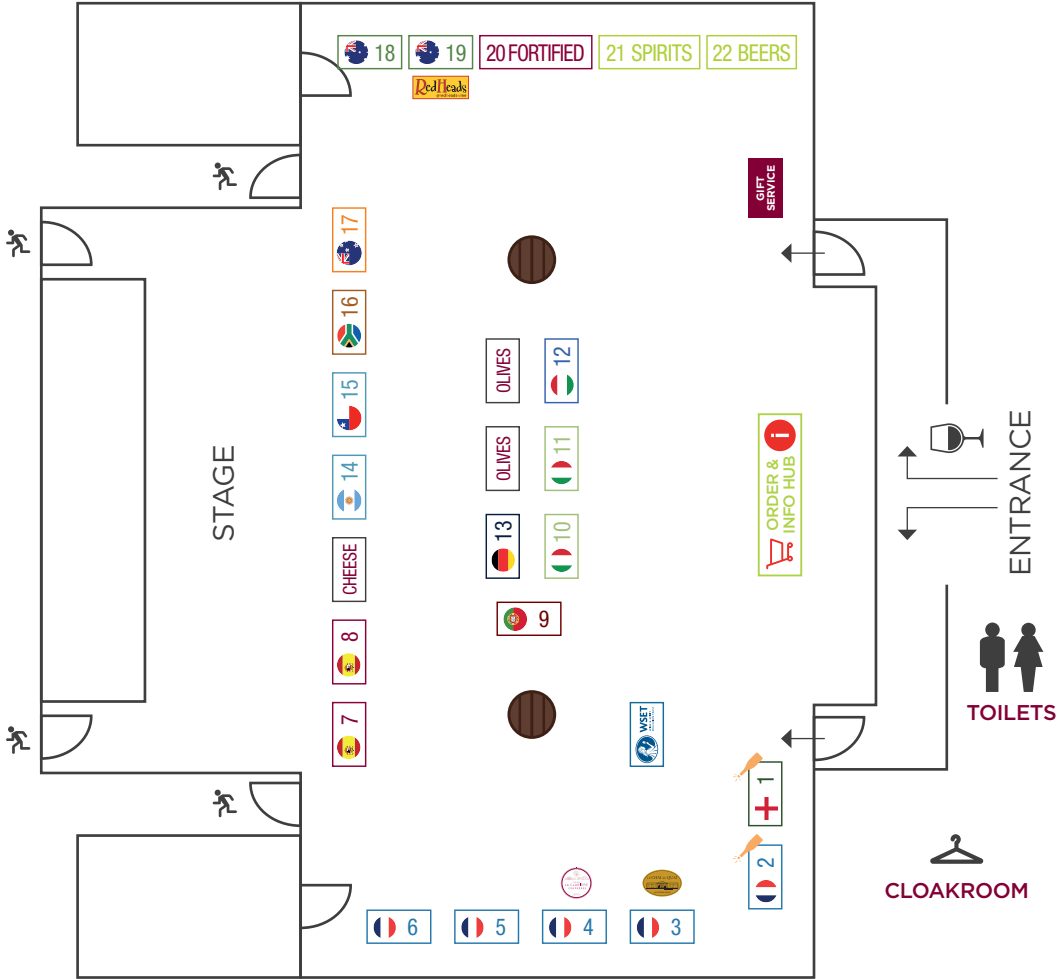 18
19
20 FORTIFIED
21 SPIRITS
22 BEERS
RedHeads
GIFT
SERVICE
17
16
15
14
CHEESE
8
7
STAGE
OLIVES
12
OLIVES
11
13
10
9
ORDER &
INFO HUB
i
ENTRANCE
TOILETS
CLOAKROOM
WSET
1
2
6
5
4
3